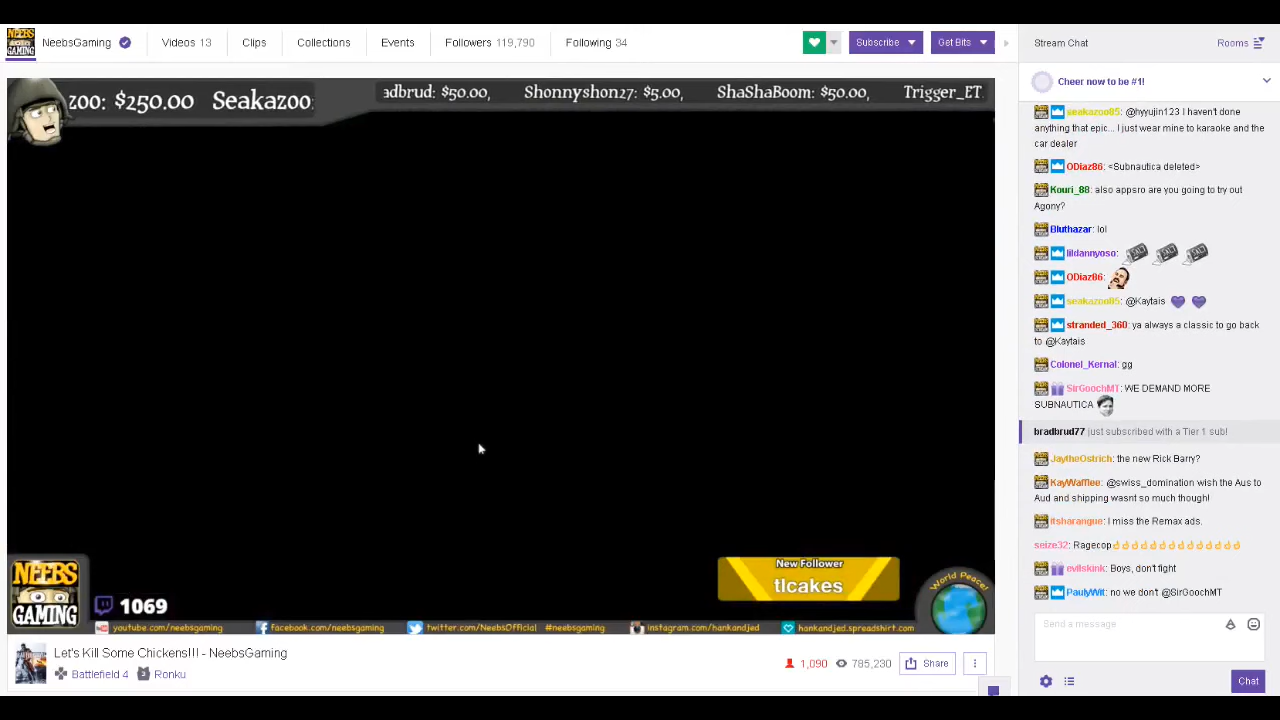 NEEBS GAMING
NeebsGaming
Videos 13
Clips
Collections
Events
Followers 119,790
Following 34
Subscribe
Get Bits
Stream Chat
Rooms
Cheer now to be #1!
zoo: $250.00 Seakazoo:
adbrud: $50.00, Shonnyshon27: $5.00, ShaShaBoom: $50.00, Trigger_ET
seakazoo85: @hyyujin123 I haven't done
anything that epic... I just wear mine to karaoke and the
car dealer
ODiaz86: <Subnautica deleted>
Kouri_88: also appsro are you going to try out
Agony?
Bluthazar: lol
lildannyoso:
SALT SALT SALT
ODiaz86:
seakazoo85: @Kaytais
stranded_360: ya always a classic to go back
to @Kaytais
Colonel_Kernal: gg
SirGoochMT: WE DEMAND MORE
SUBNAUTICA
bradbrud77 just subscribed with a Tier 1 sub!
JaytheOstrich: the new Rick Barry?
KayWafflee: @swiss_domination wish the Aus to
Aud and shipping wasnt so much though!
itsharangue: I miss the Remax ads.
seize32: Ragecop
evilskink: Boys, don't fight
PaulyWit: no we don't @SirGoochMT
Send a message
Chat
NEEBS
GAMING
1069
New Follower
tlcakes
World Peace!
youtube.com/neebsgaming
facebook.com/neebsgaming
twitter.com/NeebsOfficial #neebsgaming
instagram.com/hankandjed
hankandjed.spreadshirt.com
Let's Kill Some Chickens!!! - NeebsGaming
Battlefield 4
Ronku
1,090
785,230
Share